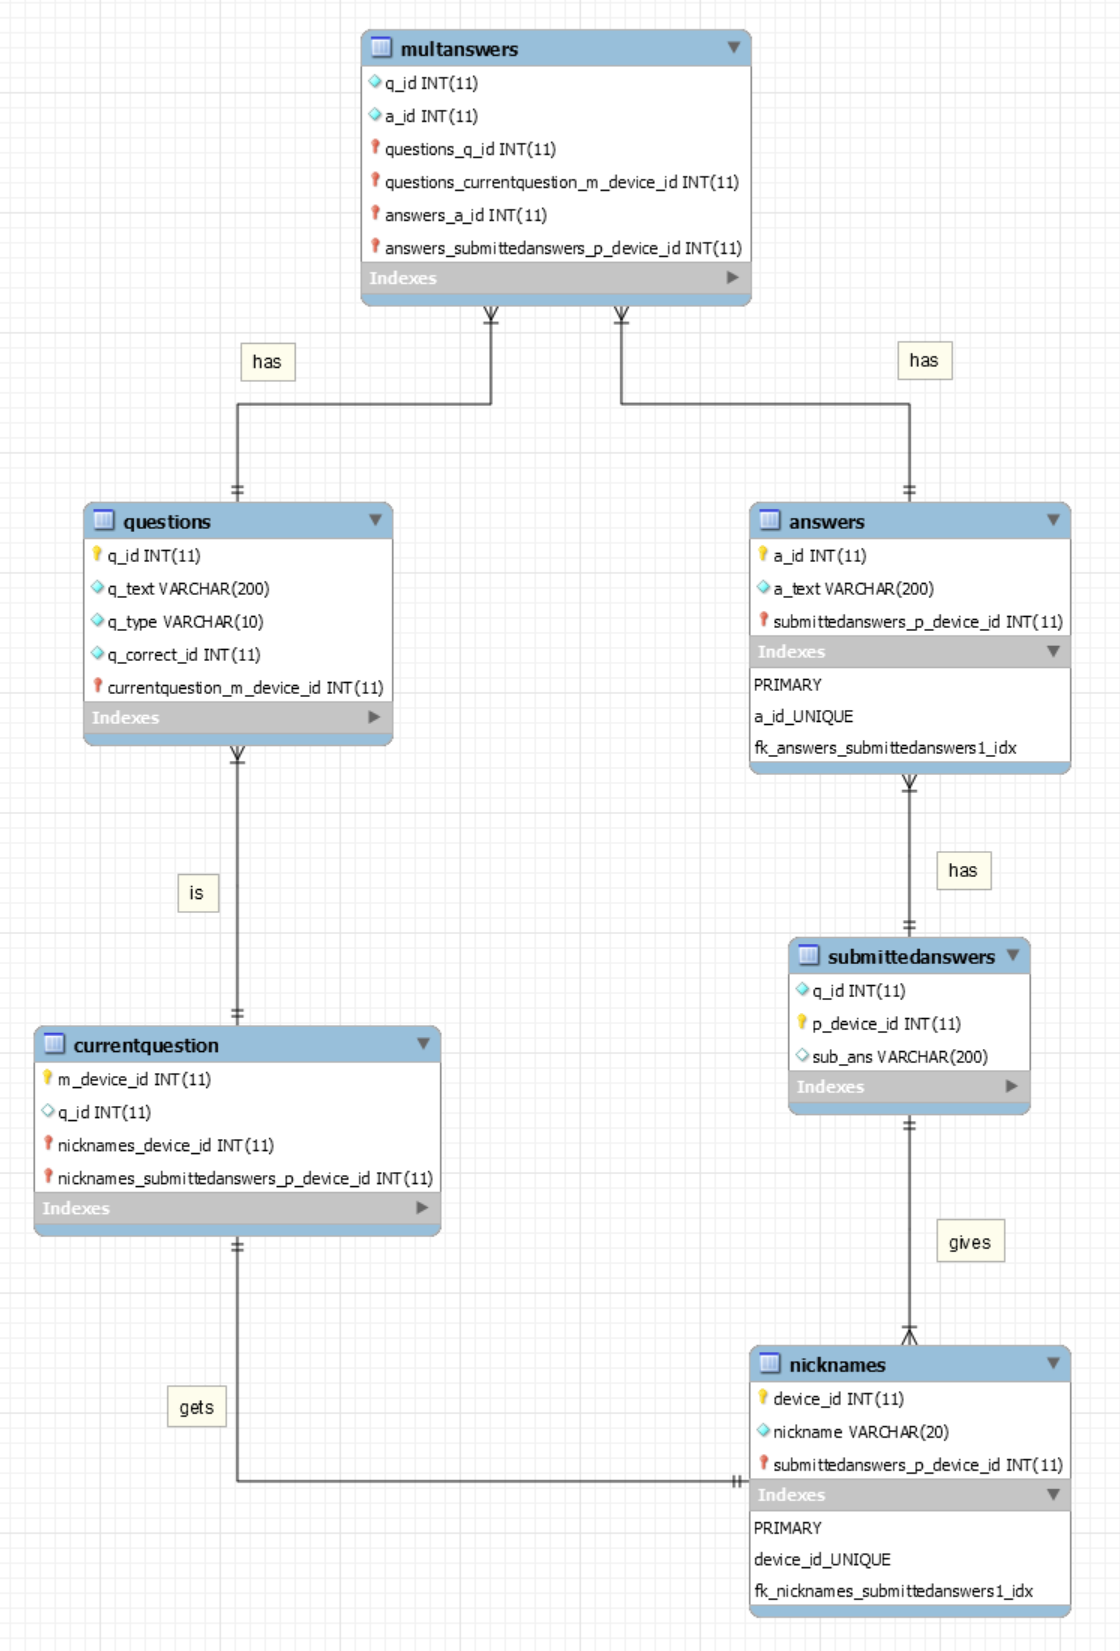 multanswers
q_id INT(11)
a_id INT(11)
questions_q_id INT(11)
questions_currentquestion_m_device_id INT(11)
answers_a_id INT(11)
answers_submittedanswers_p_device_id INT(11)
Indexes
has
has
questions
q_id INT(11)
q_text VARCHAR(200)
q_type VARCHAR(10)
q_correct_id INT(11)
currentquestion_m_device_id INT(11)
Indexes
answers
a_id INT(11)
a_text VARCHAR(200)
submittedanswers_p_device_id INT(11)
Indexes
PRIMARY
a_id_UNIQUE
fk_answers_submittedanswers1_idx
is
has
submittedanswers
q_id INT(11)
p_device_id INT(11)
sub_ans VARCHAR(200)
Indexes
currentquestion
m_device_id INT(11)
q_id INT(11)
nicknames_device_id INT(11)
nicknames_submittedanswers_p_device_id INT(11)
Indexes
gives
gets
nicknames
device_id INT(11)
nickname VARCHAR(20)
submittedanswers_p_device_id INT(11)
Indexes
PRIMARY
device_id_UNIQUE
fk_nicknames_submittedanswers1_idx